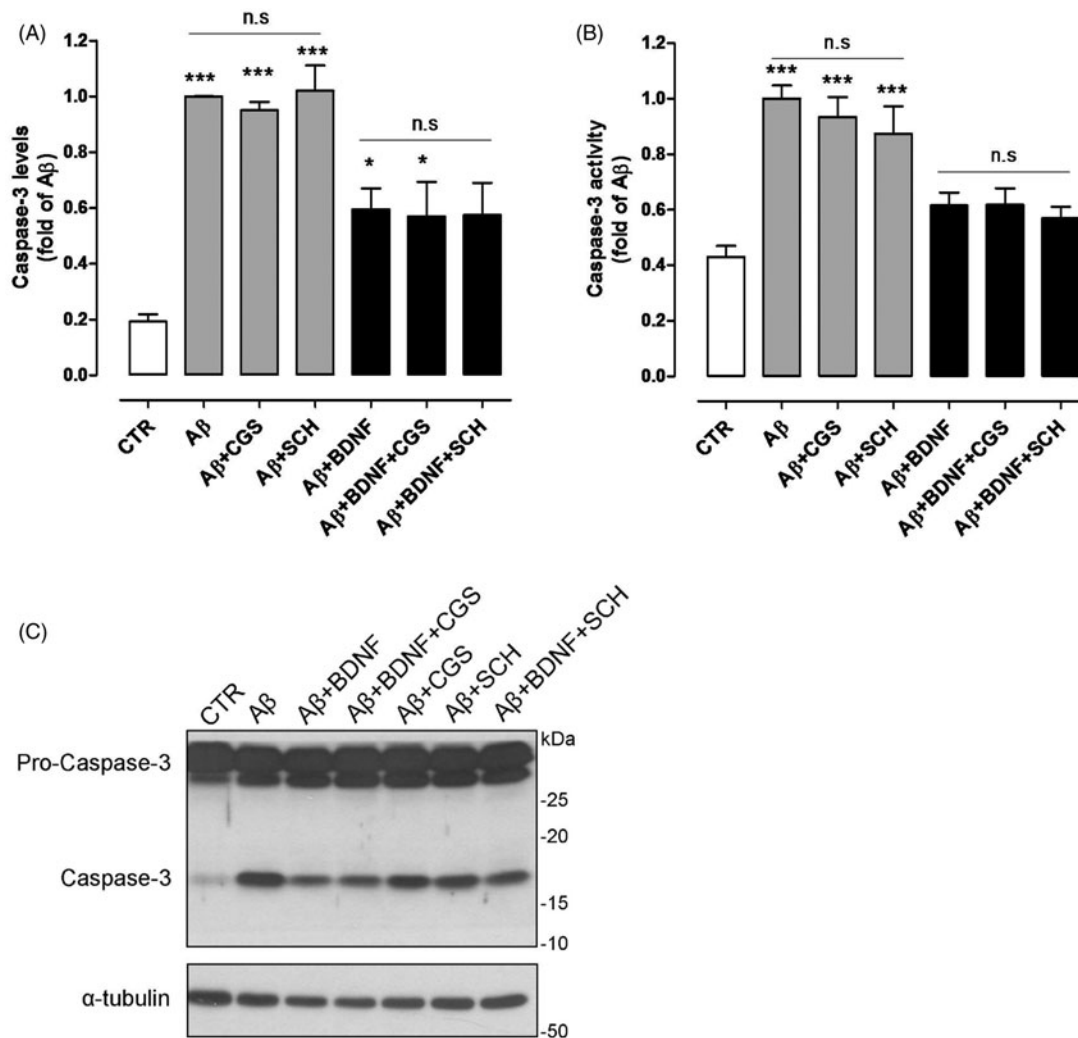 (A)
n.s
***
***
***
n.s
*
*
Caspase-3 levels
(fold of Aβ)
1.2
1.0
0.8
0.6
0.4
0.2
0.0
CTR
Aβ
Aβ+CGS
Aβ+SCH
Aβ+BDNF
Aβ+BDNF+CGS
Aβ+BDNF+SCH
(B)
n.s
***
***
***
n.s
Caspase-3 activity
(fold of Aβ)
1.2
1.0
0.8
0.6
0.4
0.2
0.0
CTR
Aβ
Aβ+CGS
Aβ+SCH
Aβ+BDNF
Aβ+BDNF+CGS
Aβ+BDNF+SCH
(C)
CTR
Aβ
Aβ+BDNF
Aβ+BDNF+CGS
Aβ+CGS
Aβ+SCH
Aβ+BDNF+SCH
kDa
Pro-Caspase-3
-25
-20
Caspase-3
-15
-10
α-tubulin
-50